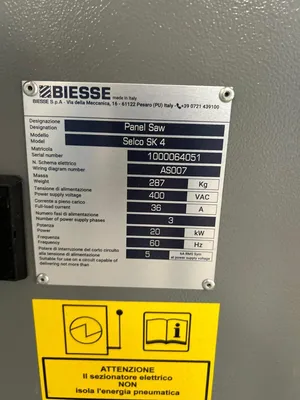 BIESSE made in Italy
BIESSE S.p.A - Via della Meccanica, 16 - 61122 Pesaro (PU) Italy - +39 0721 439100
Designazione
Designation Panel Saw
Modello
Model Selco SK 4
Matricola
Serial number 1000064051
N. Schema elettrico
Wiring diagram number AS007
Massa
Weight 287 Kg
Tensione di alimentazione
Power supply voltage 400 VAC
Corrente a pieno carico
Full-load current 36 A
Numero fasi di alimentazione
Number of phases 3
Potenza
Power 20 kW
Frequenza
Frequency 60 Hz
Potere di interruzione del corto circuito
alla tensione di alimentazione
Suitable for use on a circuit capable of
delivering not more than 5 kA RMS Sym
at power supply voltage
i
ATTENZIONE
Il sezionatore elettrico
NON
isola l'energia pneumatica